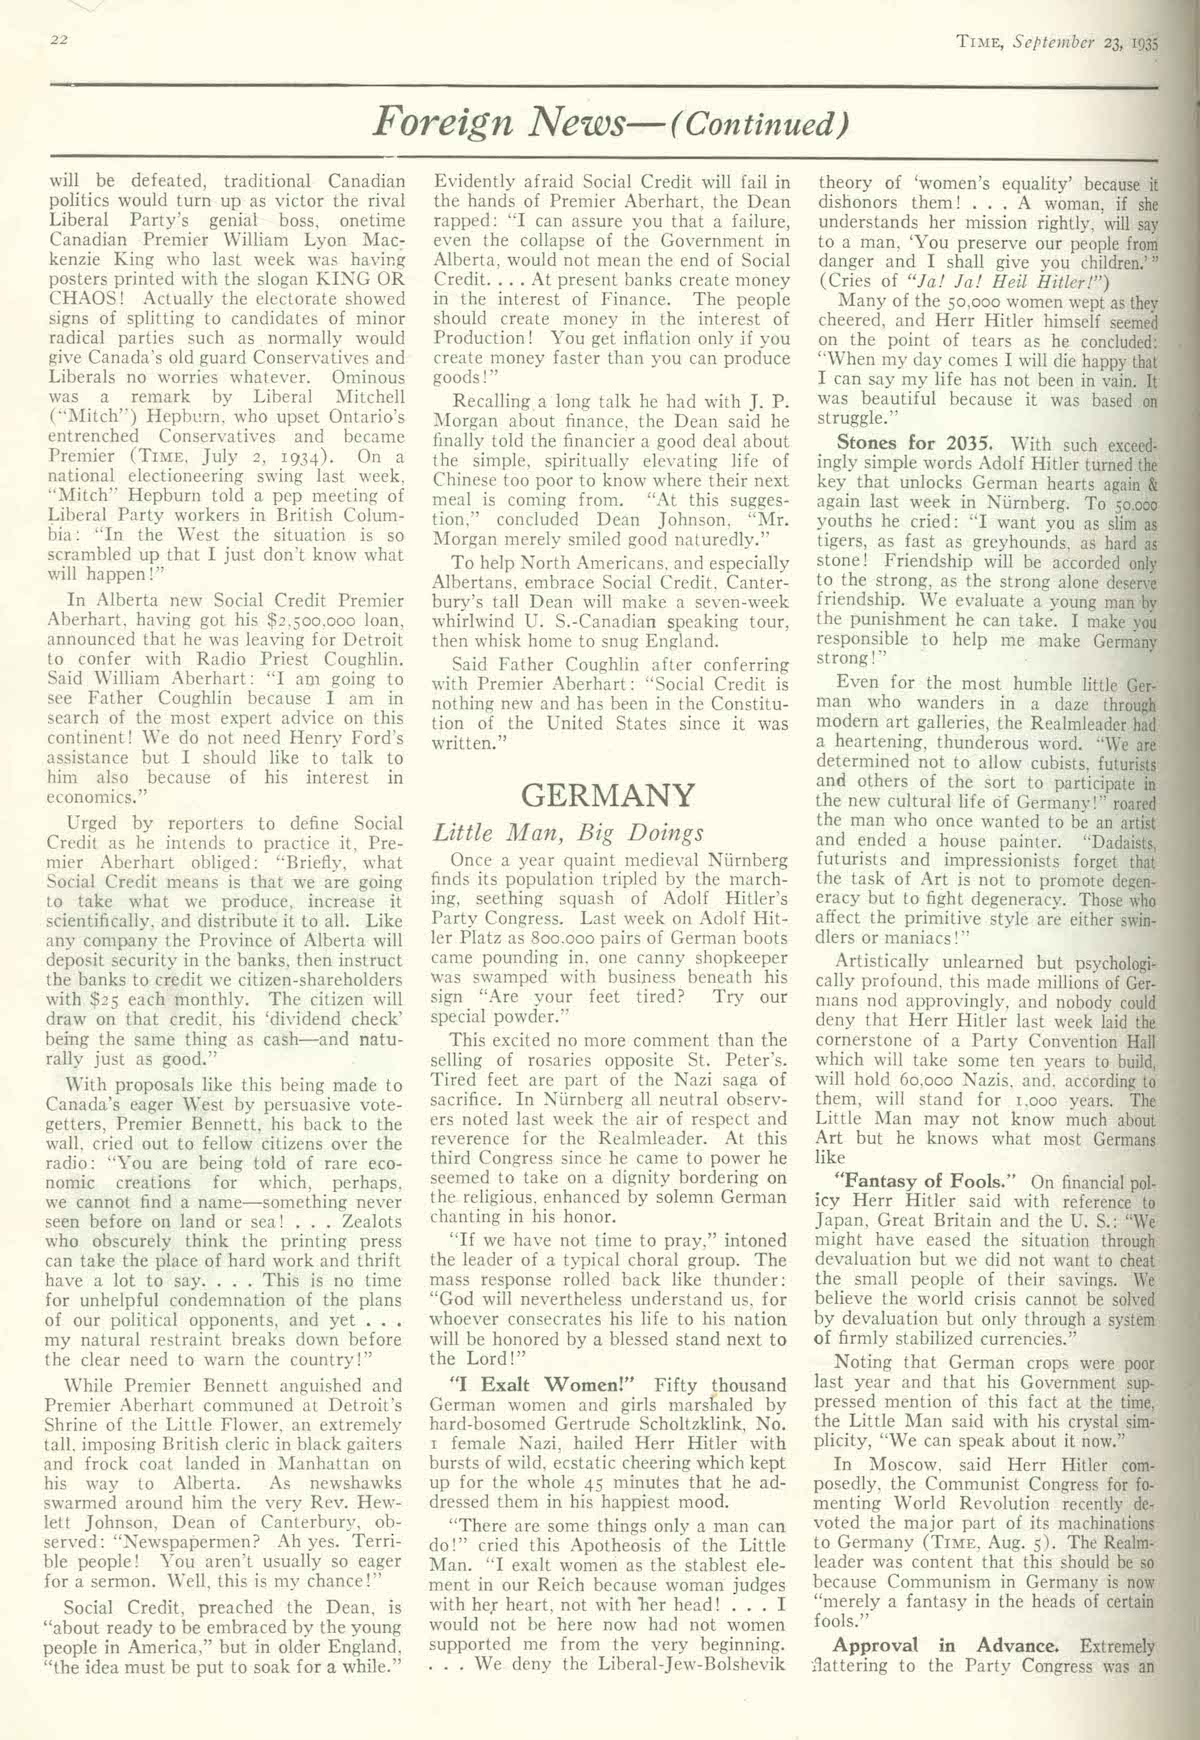 22
TIME, September 23, 1935
Foreign News—(Continued)
will be defeated, traditional Canadian
politics would turn up as victor the rival
Liberal Party's genial boss, onetime
Canadian Premier William Lyon Mac-
kenzie King who last week was having
posters printed with the slogan KING OR
CHAOS! Actually the electorate showed
signs of splitting to candidates of minor
radical parties such as normally would
give Canada's old guard Conservatives and
Liberals no worries whatever. Ominous
was a remark by Liberal Mitchell
("Mitch") Hepburn, who upset Ontario's
entrenched Conservatives and became
Premier (TIME, July 2, 1934). On a
national electioneering swing last week,
"Mitch" Hepburn told a pep meeting of
Liberal Party workers in British Colum-
bia: "In the West the situation is so
scrambled up that I just don't know what
will happen!"
In Alberta new Social Credit Premier
Aberhart, having got his $2,500,000 loan,
announced that he was leaving for Detroit
to confer with Radio Priest Coughlin.
Said William Aberhart: "I am going to
see Father Coughlin because I am in
search of the most expert advice on this
continent! We do not need Henry Ford's
assistance but I should like to talk to
him also because of his interest in
economics."
Urged by reporters to define Social
Credit as he intends to practice it, Pre-
mier Aberhart obliged: "Briefly, what
Social Credit means is that we are going
to take what we produce, increase it
scientifically, and distribute it to all. Like
any company the Province of Alberta will
deposit security in the banks, then instruct
the banks to credit we citizen-shareholders
with $25 each monthly. The citizen will
draw on that credit, his 'dividend check'
being the same thing as cash—and natu-
rally just as good."
With proposals like this being made to
Canada's eager West by persuasive vote-
getters, Premier Bennett, his back to the
wall, cried out to fellow citizens over the
radio: "You are being told of rare eco-
nomic creations for which, perhaps,
we cannot find a name—something never
seen before on land or sea! . . . Zealots
who obscurely think the printing press
can take the place of hard work and thrift
have a lot to say. . . . This is no time
for unhelpful condemnation of the plans
of our political opponents, and yet . . .
my natural restraint breaks down before
the clear need to warn the country!"
While Premier Bennett anguished and
Premier Aberhart communed at Detroit's
Shrine of the Little Flower, an extremely
tall, imposing British cleric in black gaiters
and frock coat landed in Manhattan on
his way to Alberta. As newshawks
swarmed around him the very Rev. Hew-
lett Johnson, Dean of Canterbury, ob-
served: "Newspapermen? Ah yes. Terri-
ble people! You aren't usually so eager
for a sermon. Well, this is my chance!"
Social Credit, preached the Dean, is
"about ready to be embraced by the young
people in America," but in older England,
"the idea must be put to soak for a while."
Evidently afraid Social Credit will fail in
the hands of Premier Aberhart, the Dean
rapped: "I can assure you that a failure,
even the collapse of the Government in
Alberta, would not mean the end of Social
Credit. . . . At present banks create money
in the interest of Finance. The people
should create money in the interest of
Production! You get inflation only if you
create money faster than you can produce
goods!"
Recalling a long talk he had with J. P.
Morgan about finance, the Dean said he
finally told the financier a good deal about
the simple, spiritually elevating life of
Chinese too poor to know where their next
meal is coming from. "At this sugges-
tion," concluded Dean Johnson, "Mr.
Morgan merely smiled good naturedly."
To help North Americans, and especially
Albertans, embrace Social Credit, Canter-
bury's tall Dean will make a seven-week
whirlwind U. S.-Canadian speaking tour,
then whisk home to snug England.
Said Father Coughlin after conferring
with Premier Aberhart: "Social Credit is
nothing new and has been in the Constitu-
tion of the United States since it was
written."
GERMANY
Little Man, Big Doings
Once a year quaint medieval Nürnberg
finds its population tripled by the march-
ing, seething squash of Adolf Hitler's
Party Congress. Last week on Adolf Hit-
ler Platz as 800,000 pairs of German boots
came pounding in, one canny shopkeeper
was swamped with business beneath his
sign "Are your feet tired? Try our
special powder."
This excited no more comment than the
selling of rosaries opposite St. Peter's.
Tired feet are part of the Nazi saga of
sacrifice. In Nürnberg all neutral observ-
ers noted last week the air of respect and
reverence for the Realmleader. At this
third Congress since he came to power he
seemed to take on a dignity bordering on
the religious, enhanced by solemn German
chanting in his honor.
"If we have not time to pray," intoned
the leader of a typical choral group. The
mass response rolled back like thunder:
"God will nevertheless understand us, for
whoever consecrates his life to his nation
will be honored by a blessed stand next to
the Lord!"
"I Exalt Women!" Fifty thousand
German women and girls marshaled by
hard-bosomed Gertrude Scholtzklink, No.
1 female Nazi, hailed Herr Hitler with
bursts of wild, ecstatic cheering which kept
up for the whole 45 minutes that he ad-
dressed them in his happiest mood.
"There are some things only a man can
do!" cried this Apotheosis of the Little
Man. "I exalt women as the stablest ele-
ment in our Reich because woman judges
with her heart, not with her head! . . . I
would not be here now had not women
supported me from the very beginning.
. . . We deny the Liberal-Jew-Bolshevik
theory of 'women's equality' because it
dishonors them! . . . A woman, if she
understands her mission rightly, will say
to a man, 'You preserve our people from
danger and I shall give you children.'"
(Cries of "Ja! Ja! Heil Hitler!")
Many of the 50,000 women wept as they
cheered, and Herr Hitler himself seemed
on the point of tears as he concluded:
"When my day comes I will die happy that
I can say my life has not been in vain. It
was beautiful because it was based on
struggle."
Stones for 2035. With such exceed-
ingly simple words Adolf Hitler turned the
key that unlocks German hearts again &
again last week in Nürnberg. To 50,000
youths he cried: "I want you as slim as
tigers, as fast as greyhounds, as hard as
stone! Friendship will be accorded only
to the strong, as the strong alone deserve
friendship. We evaluate a young man by
the punishment he can take. I make you
responsible to help me make Germany
strong!"
Even for the most humble little Ger-
man who wanders in a daze through
modern art galleries, the Realmleader had
a heartening, thunderous word. "We are
determined not to allow cubists, futurists
and others of the sort to participate in
the new cultural life of Germany!" roared
the man who once wanted to be an artist
and ended a house painter. "Dadaists,
futurists and impressionists forget that
the task of Art is not to promote degen-
eracy but to fight degeneracy. Those who
affect the primitive style are either swin-
dlers or maniacs!"
Artistically unlearned but psychologi-
cally profound, this made millions of Ger-
mans nod approvingly, and nobody could
deny that Herr Hitler last week laid the
cornerstone of a Party Convention Hall
which will take some ten years to build,
will hold 60,000 Nazis, and, according to
them, will stand for 1,000 years. The
Little Man may not know much about
Art but he knows what most Germans
like
"Fantasy of Fools." On financial pol-
icy Herr Hitler said with reference to
Japan, Great Britain and the U. S.: "We
might have eased the situation through
devaluation but we did not want to cheat
the small people of their savings. We
believe the world crisis cannot be solved
by devaluation but only through a system
of firmly stabilized currencies."
Noting that German crops were poor
last year and that his Government sup-
pressed mention of this fact at the time,
the Little Man said with his crystal sim-
plicity, "We can speak about it now."
In Moscow, said Herr Hitler com-
posedly, the Communist Congress for fo-
menting World Revolution recently de-
voted the major part of its machinations
to Germany (TIME, Aug. 5). The Realm-
leader was content that this should be so
because Communism in Germany is now
"merely a fantasy in the heads of certain
fools."
Approval in Advance. Extremely
flattering to the Party Congress was an